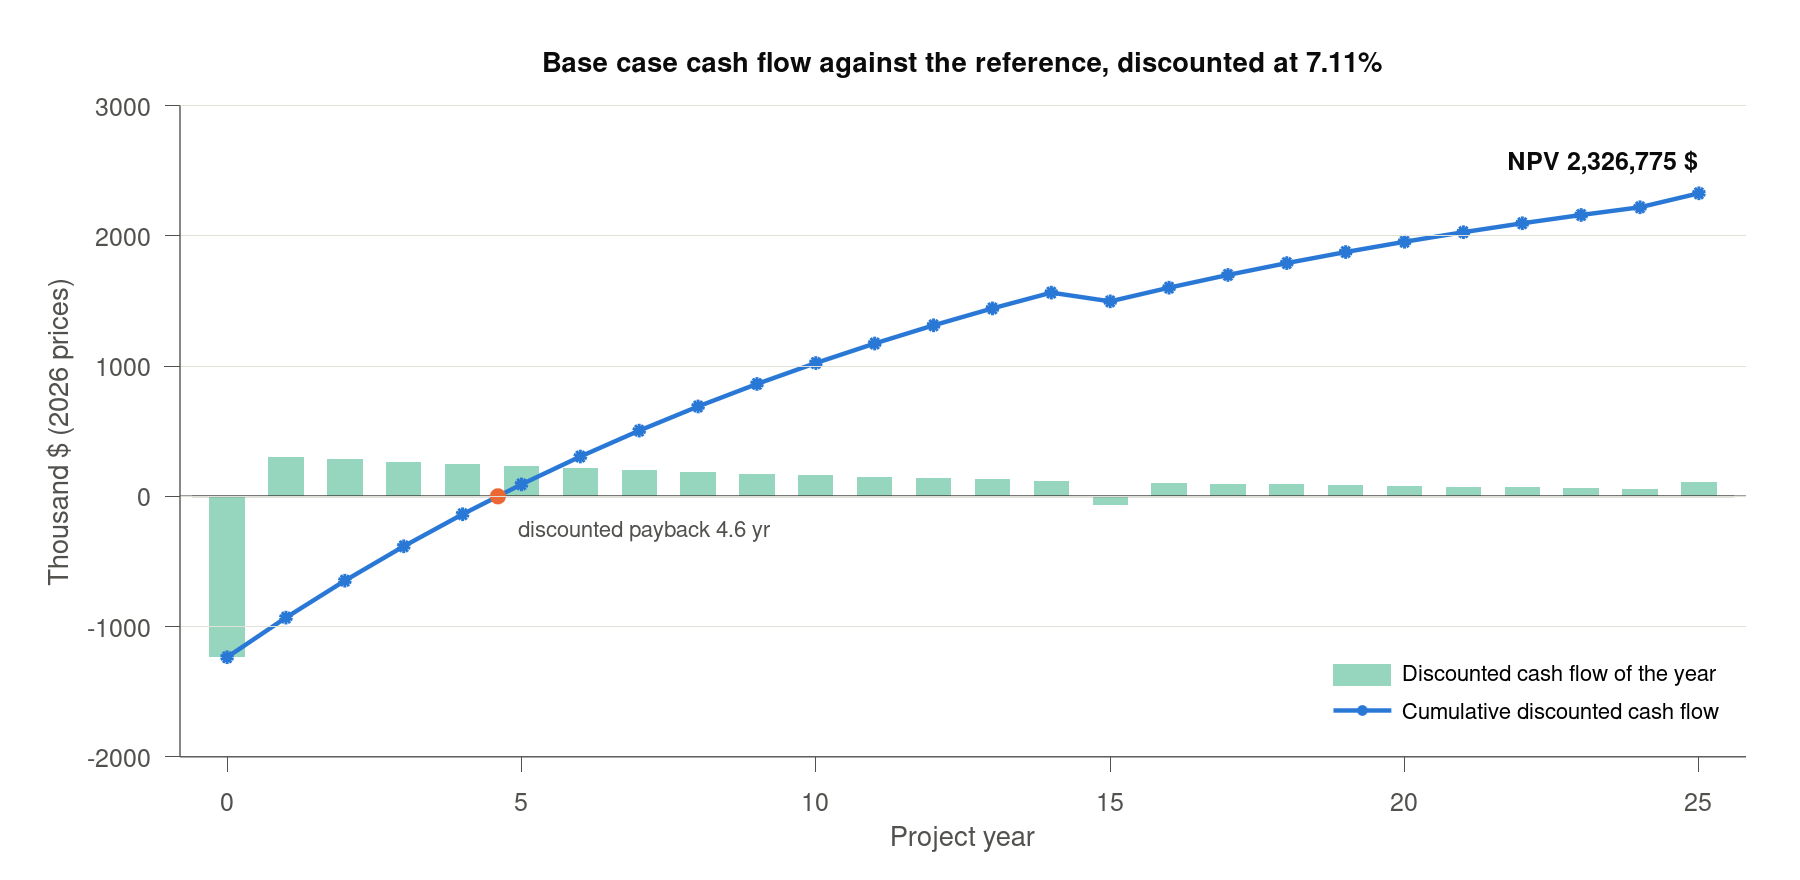 Base case cash flow against the reference, discounted at 7.11%
3000
NPV 2,326,775 $
2000
1000
0
discounted payback 4.6 yr
-1000
-2000
Thousand $ (2026 prices)
Discounted cash flow of the year
Cumulative discounted cash flow
0 5 10 15 20 25
Project year